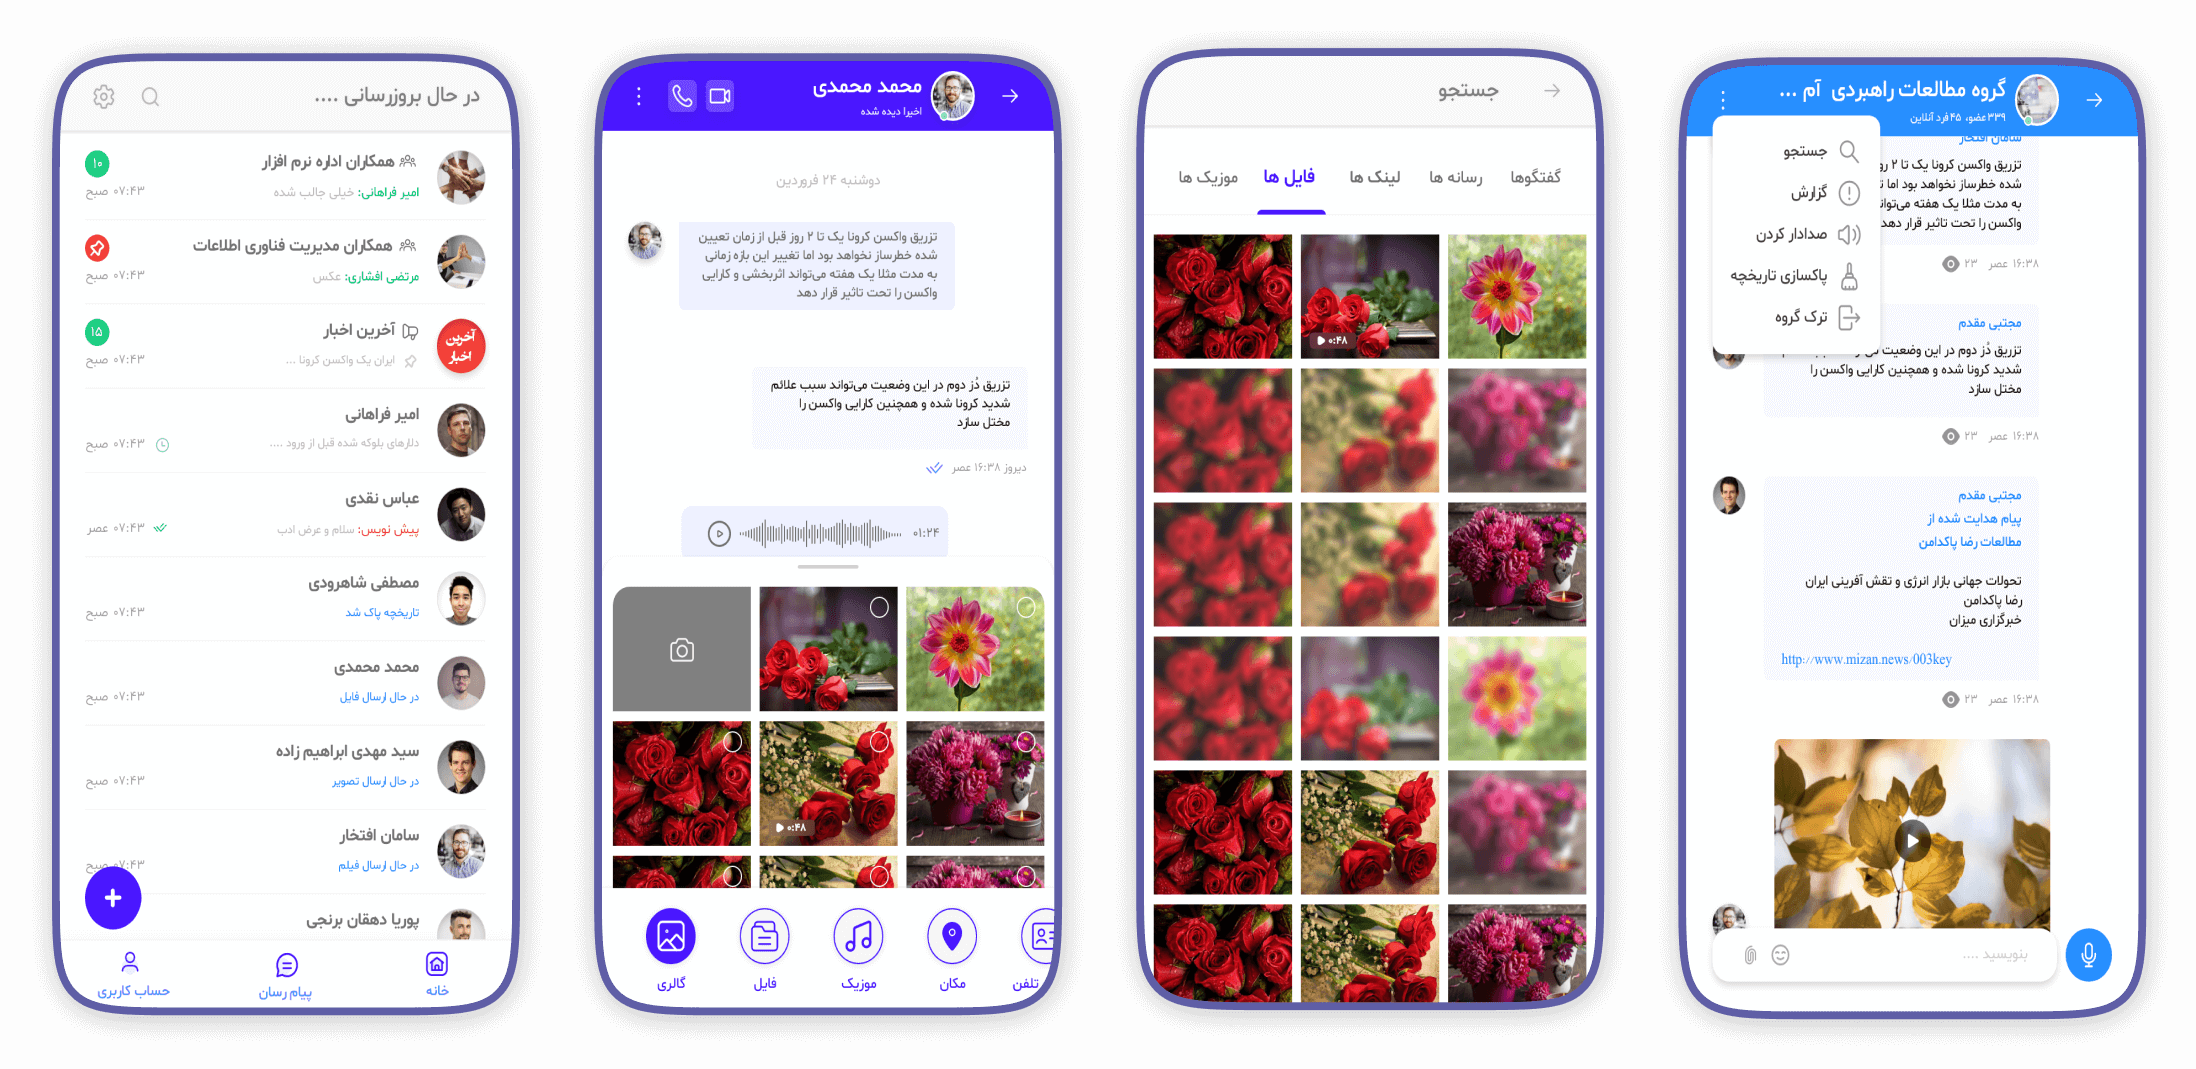 در حال بروزرسانی ....
همکاران اداره نرم افزار
۱۰
امیر فراهانی: خیلی جالب شده
۰۷:۴۳ صبح
همکاران مدیریت فناوری اطلاعات
مرتضی افشاری: عکس
۰۷:۴۳ صبح
آخرین اخبار
آخرین اخبار
۱۵
ایران یک واکسن کرونا ...
۰۷:۴۳ صبح
امیر فراهانی
دلارهای بلوکه شده قبل از ورود ....
۰۷:۴۳ صبح
عباس نقدی
پیش نویس: سلام و عرض ادب
۰۷:۴۳ عصر
مصطفی شاهرودی
تاریخچه پاک شد
۰۷:۴۳ صبح
محمد محمدی
در حال ارسال فایل
۰۷:۴۳ صبح
سید مهدی ابراهیم زاده
در حال ارسال تصویر
۰۷:۴۳ صبح
سامان افتخار
در حال ارسال فیلم
۰۷:۴۳ صبح
پوریا دهقان برنجی
خانه
پیام رسان
حساب کاربری
محمد محمدی
اخیرا دیده شده
دوشنبه ۲۴ فروردین
تزریق واکسن کرونا یک تا ۲ روز قبل از زمان تعیین
شده خطرساز نخواهد بود اما تغییر این بازه زمانی
به مدت مثلا یک هفته می‌تواند اثربخشی و کارایی
واکسن را تحت تاثیر قرار دهد
تزریق دُز دوم در این وضعیت می‌تواند سبب علائم
شدید کرونا شده و همچنین کارایی واکسن را
مختل سازد
دیروز ۱۶:۳۸ عصر
۰۱:۲۴
۰:۴۸
تلفن
مکان
موزیک
فایل
گالری
جستجو
گفتگوها
رسانه ها
لینک ها
فایل ها
موزیک ها
۰:۴۸
گروه مطالعات راهبردی آم ...
۳۳۹ عضو، ۴۵ فرد آنلاین
جستجو
گزارش
صدادار کردن
پاکسازی تاریخچه
ترک گروه
سامان افتخار
تزریق واکسن کرونا یک تا ۲ رو
شده خطرساز نخواهد بود اما ت
به مدت مثلا یک هفته می‌توان
واکسن را تحت تاثیر قرار دهد
۱۶:۳۸ عصر ۲۳
مجتبی مقدم
تزریق دُز دوم در این وضعیت می
شدید کرونا شده و همچنین کارایی واکسن را
مختل سازد
۱۶:۳۸ عصر ۲۳
مجتبی مقدم
پیام هدایت شده از
مطالعات رضا پاکدامن
تحولات جهانی بازار انرژی و تقش آفرینی ایران
رضا پاکدامن
خبرگزاری میزان
http://www.mizan.news/003key
۱۶:۳۸ عصر ۲۳
بنویسید ....